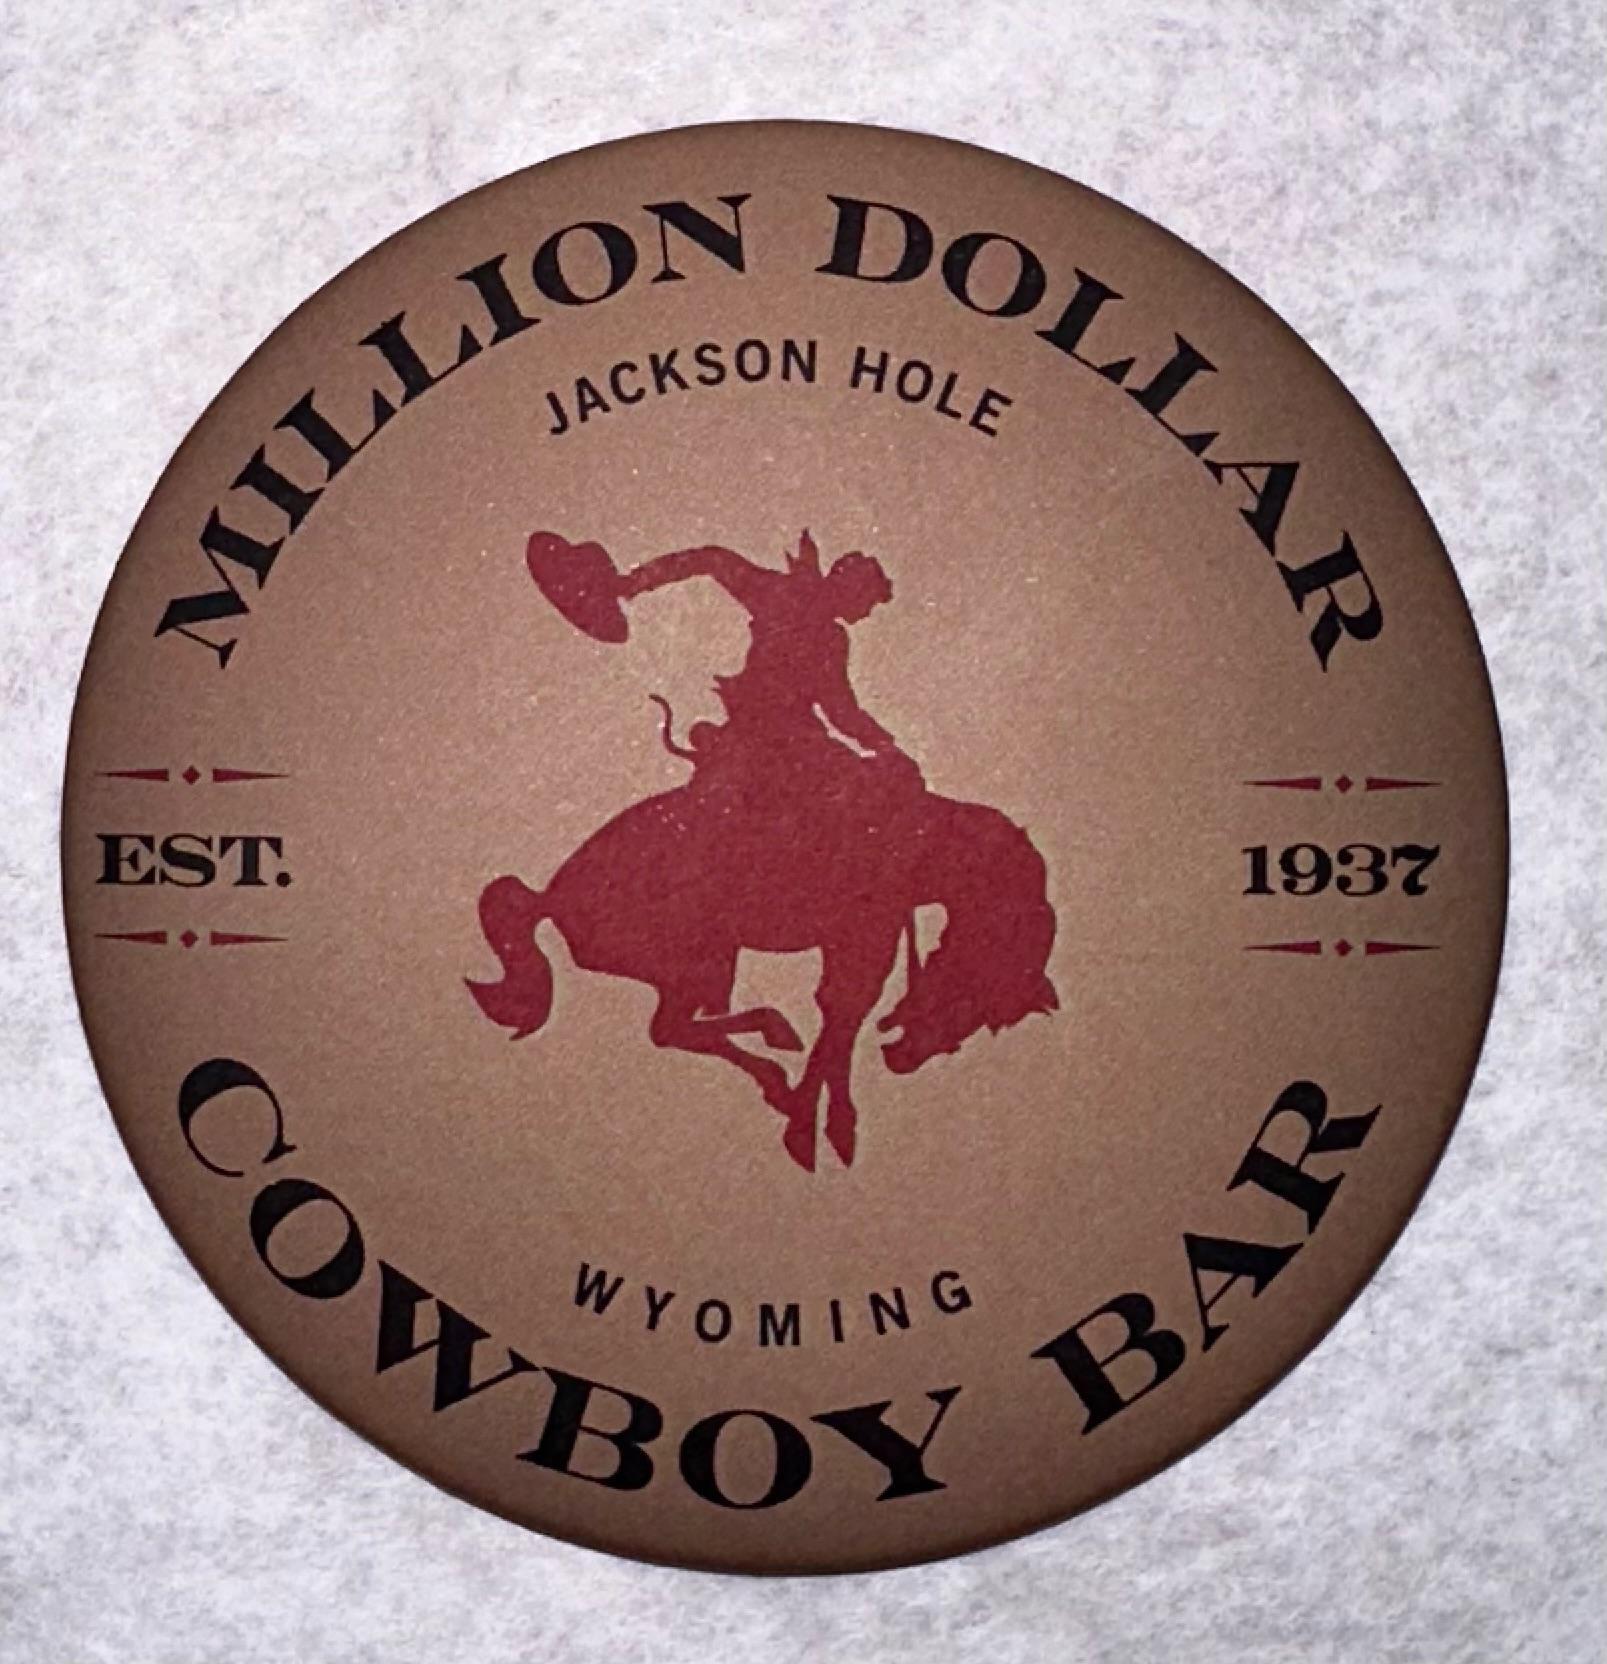 MILLION DOLLAR
JACKSON HOLE
EST.
1937
WYOMING
COWBOY BAR